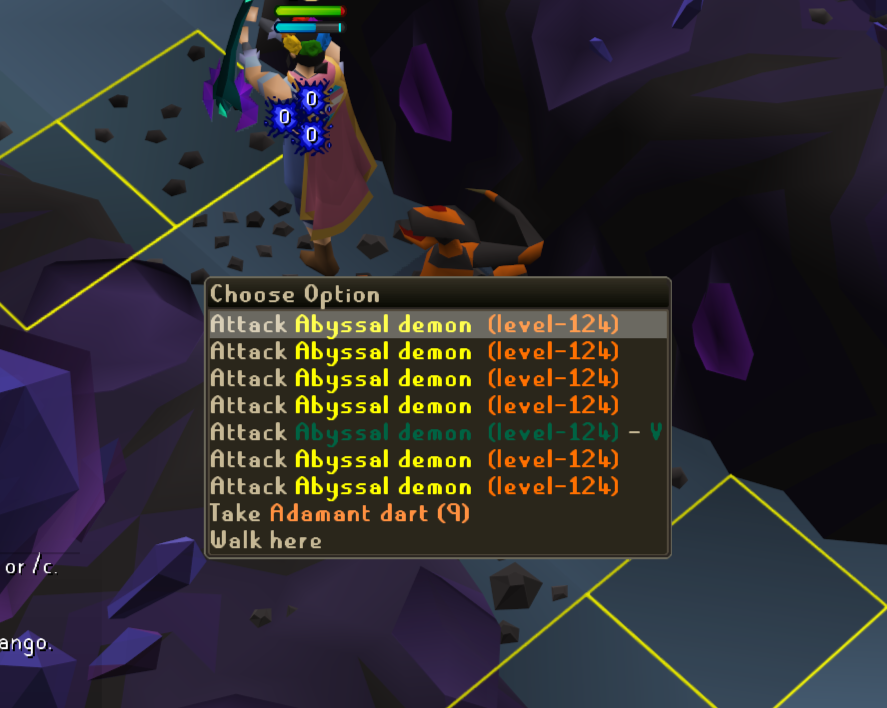 0
0
0
Choose Option
Attack Abyssal demon (level-124)
Attack Abyssal demon (level-124)
Attack Abyssal demon (level-124)
Attack Abyssal demon (level-124)
Attack Abyssal demon (level-124) - V
Attack Abyssal demon (level-124)
Attack Abyssal demon (level-124)
Take Adamant dart (9)
Walk here
or /c.
ango.